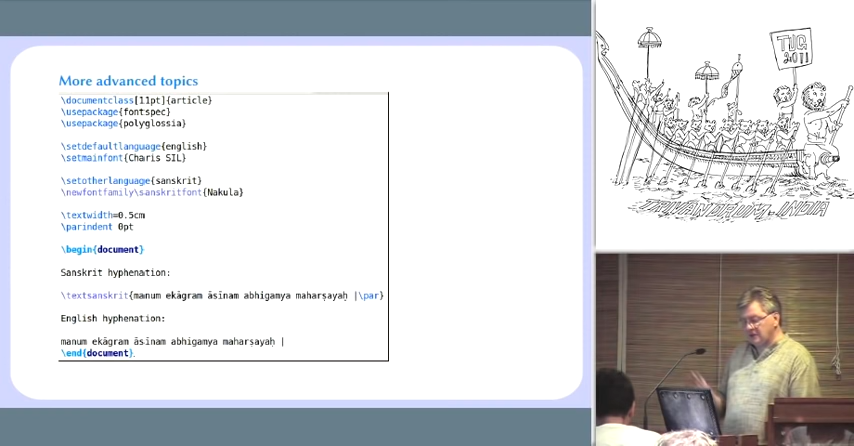 More advanced topics
\documentclass[11pt]{article}
\usepackage{fontspec}
\usepackage{polyglossia}
\setdefaultlanguage{english}
\setmainfont{Charis SIL}
\setotherlanguage{sanskrit}
\newfontfamily\sanskritfont{Nakula}
\textwidth=0.5cm
\parindent 0pt
\begin{document}
Sanskrit hyphenation:
\textsanskrit{manum ekāgram āsīnam abhigamya maharṣayaḥ |\par}
English hyphenation:
manum ekāgram āsīnam abhigamya maharṣayaḥ |
\end{document}
TUG
2011
TRIVANDRUM-INDIA